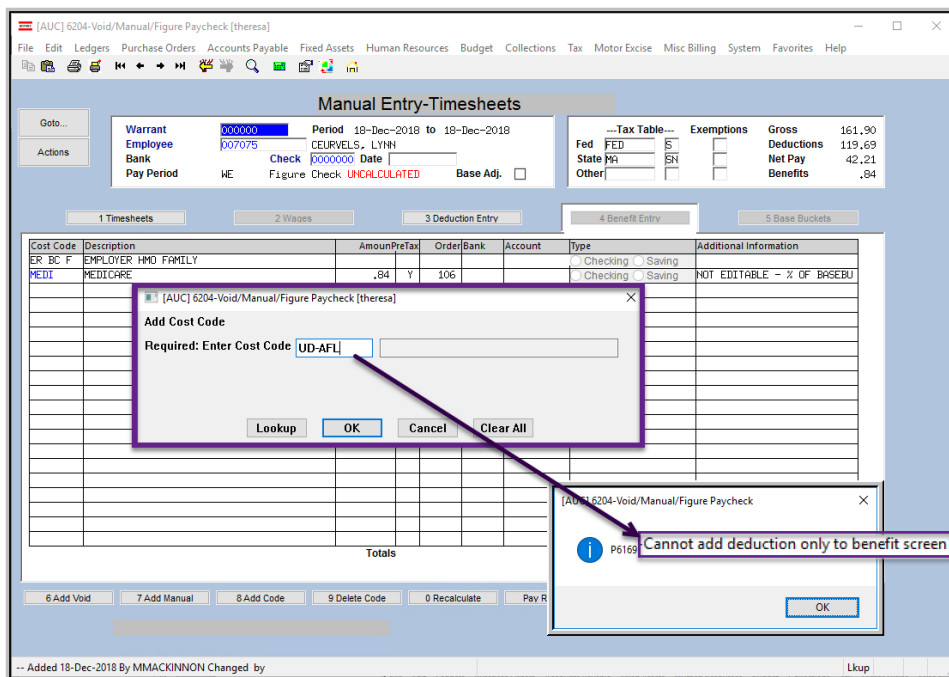 [AUC] 6204-Void/Manual/Figure Paycheck [theresa]
File Edit Ledgers Purchase Orders Accounts Payable Fixed Assets Human Resources Budget Collections Tax Motor Excise Misc Billing System Favorites Help
Manual Entry-Timesheets
Goto...
Actions
Warrant 000000 Period 18-Dec-2018 to 18-Dec-2018
Employee 007075 CEURVELS, LYNN
Bank Check 0000000 Date
Pay Period WE Figure Check UNCALCULATED Base Adj.
---Tax Table--- Exemptions
Fed FED S
State MA SN
Other
Gross 161.90
Deductions 119.69
Net Pay 42.21
Benefits .84
1 Timesheets 2 Wages 3 Deduction Entry 4 Benefit Entry 5 Base Buckets
Cost Code Description AmounPreTax Order Bank Account Type Additional Information
ER BC F EMPLOYER HMO FAMILY Checking Saving
MEDI MEDICARE .84 Y 106 Checking Saving NOT EDITABLE - % OF BASEBU
[AUC] 6204-Void/Manual/Figure Paycheck [theresa]
Add Cost Code
Required: Enter Cost Code UD-AFL
Lookup OK Cancel Clear All
[AUC] 6204-Void/Manual/Figure Paycheck
P6169 Cannot add deduction only to benefit screen
OK
Totals
6 Add Void 7 Add Manual 8 Add Code 9 Delete Code 0 Recalculate Pay R
-- Added 18-Dec-2018 By MMACKINNON Changed by Lkup